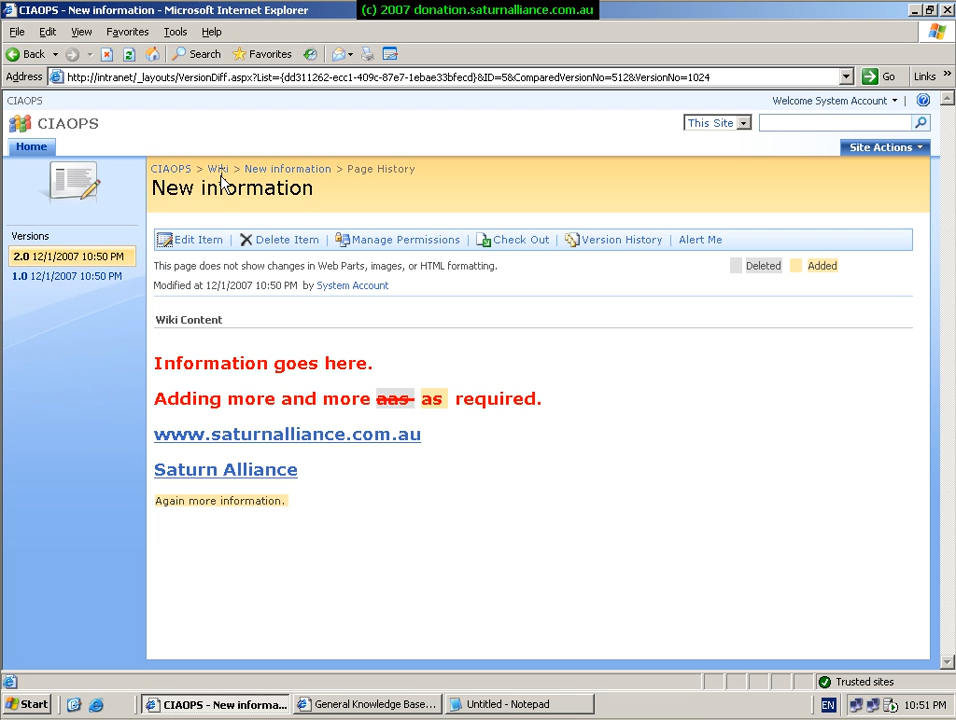 CIAOPS - New information - Microsoft Internet Explorer
(c) 2007 donation.saturnalliance.com.au
File Edit View Favorites Tools Help
Back Search Favorites
Address http://intranet/_layouts/VersionDiff.aspx?List={dd311262-ecc1-409c-87e7-1ebae33bfecd}&ID=5&ComparedVersionNo=512&VersionNo=1024 Go Links »
CIAOPS Welcome System Account
CIAOPS This Site
Home Site Actions
CIAOPS > Wiki > New information > Page History
New information
Versions
2.0 12/1/2007 10:50 PM
1.0 12/1/2007 10:50 PM
Edit Item | Delete Item | Manage Permissions | Check Out | Version History | Alert Me
This page does not show changes in Web Parts, images, or HTML formatting. Deleted Added
Modified at 12/1/2007 10:50 PM by System Account
Wiki Content
Information goes here.
Adding more and more aas as required.
www.saturnalliance.com.au
Saturn Alliance
Again more information.
Trusted sites
Start CIAOPS - New informa... General Knowledge Base... Untitled - Notepad EN 10:51 PM